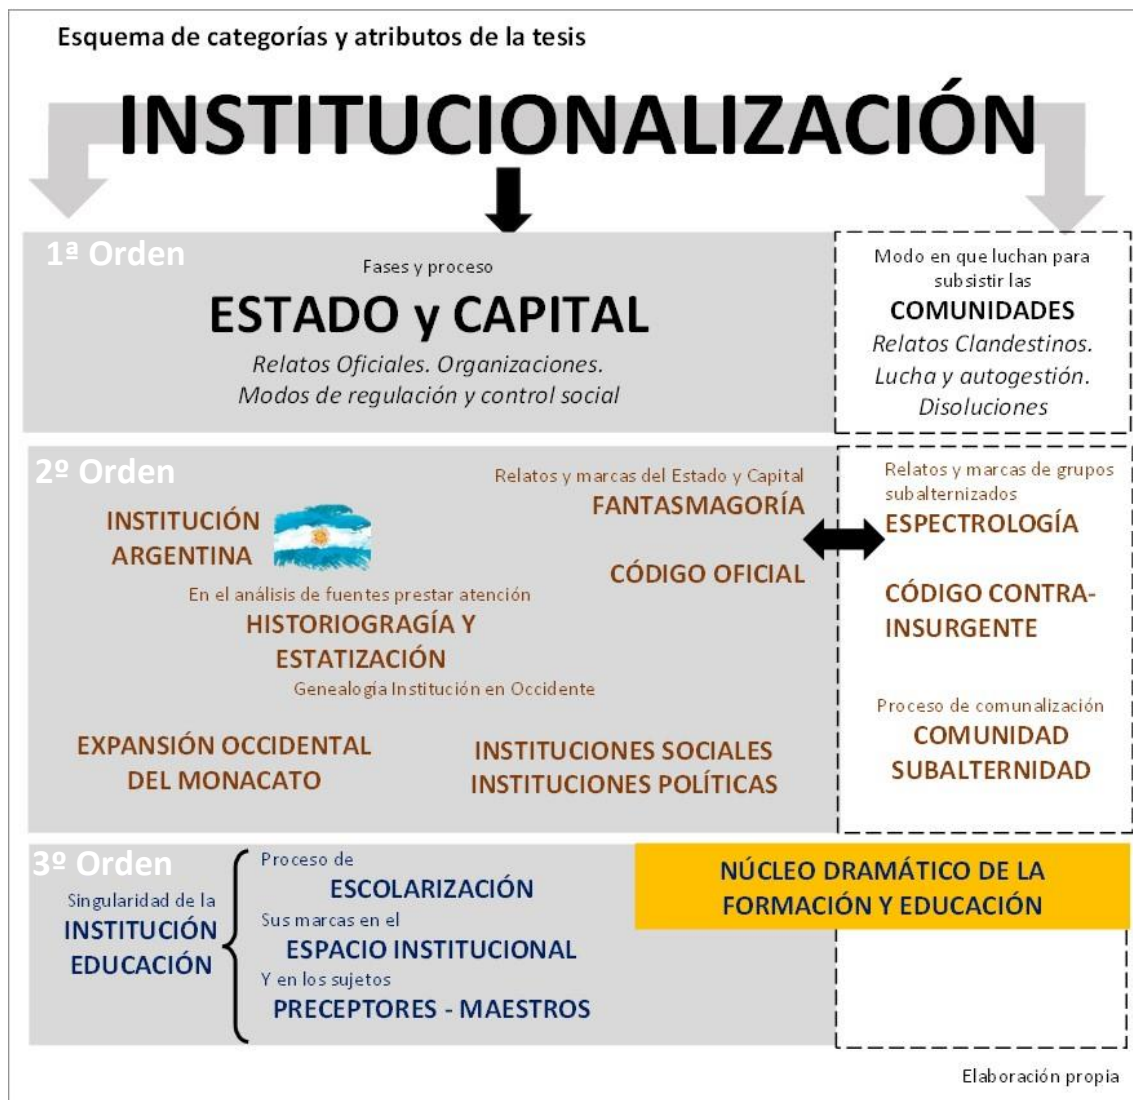 Esquema de categorías y atributos de la tesis
INSTITUCIONALIZACIÓN
1ª Orden
Fases y proceso
ESTADO y CAPITAL
Relatos Oficiales. Organizaciones.
Modos de regulación y control social
Modo en que luchan para
subsistir las
COMUNIDADES
Relatos Clandestinos.
Lucha y autogestión.
Disoluciones
2º Orden
INSTITUCIÓN
ARGENTINA
Relatos y marcas del Estado y Capital
FANTASMAGORÍA
CÓDIGO OFICIAL
En el análisis de fuentes prestar atención
HISTORIOGRAGÍA Y
ESTATIZACIÓN
Genealogía Institución en Occidente
EXPANSIÓN OCCIDENTAL
DEL MONACATO
INSTITUCIONES SOCIALES
INSTITUCIONES POLÍTICAS
Relatos y marcas de grupos
subalternizados
ESPECTROLOGÍA
CÓDIGO CONTRA-
INSURGENTE
Proceso de comunalización
COMUNIDAD
SUBALTERNIDAD
3º Orden
Singularidad de la
INSTITUCIÓN
EDUCACIÓN
Proceso de
ESCOLARIZACIÓN
Sus marcas en el
ESPACIO INSTITUCIONAL
Y en los sujetos
PRECEPTORES - MAESTROS
NÚCLEO DRAMÁTICO DE LA
FORMACIÓN Y EDUCACIÓN
Elaboración propia